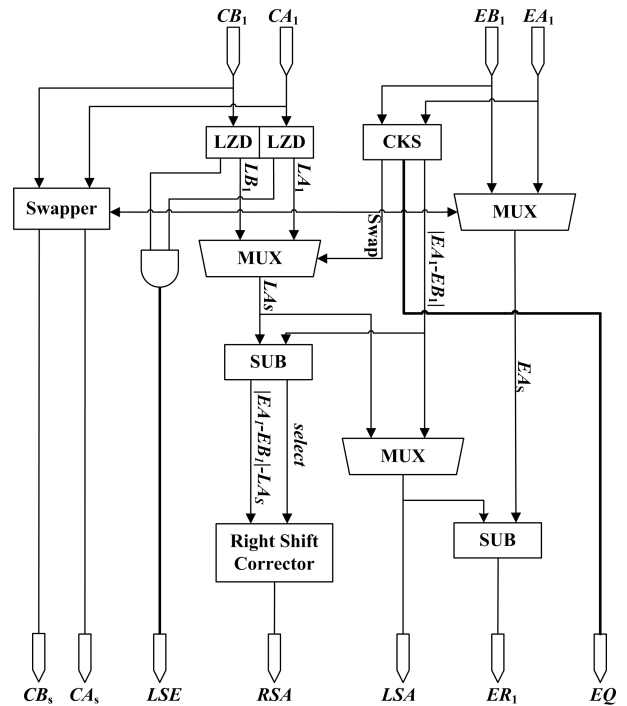 CB₁ CA₁ EB₁ EA₁
LZD LZD CKS
LB₁ LA₁
Swapper MUX
Swap
MUX |EA₁-EB₁|
LAs
SUB EAs
|EA₁-EB₁|-LAs select
MUX
Right Shift
Corrector
SUB
CBs CAs LSE RSA LSA ER₁ EQ